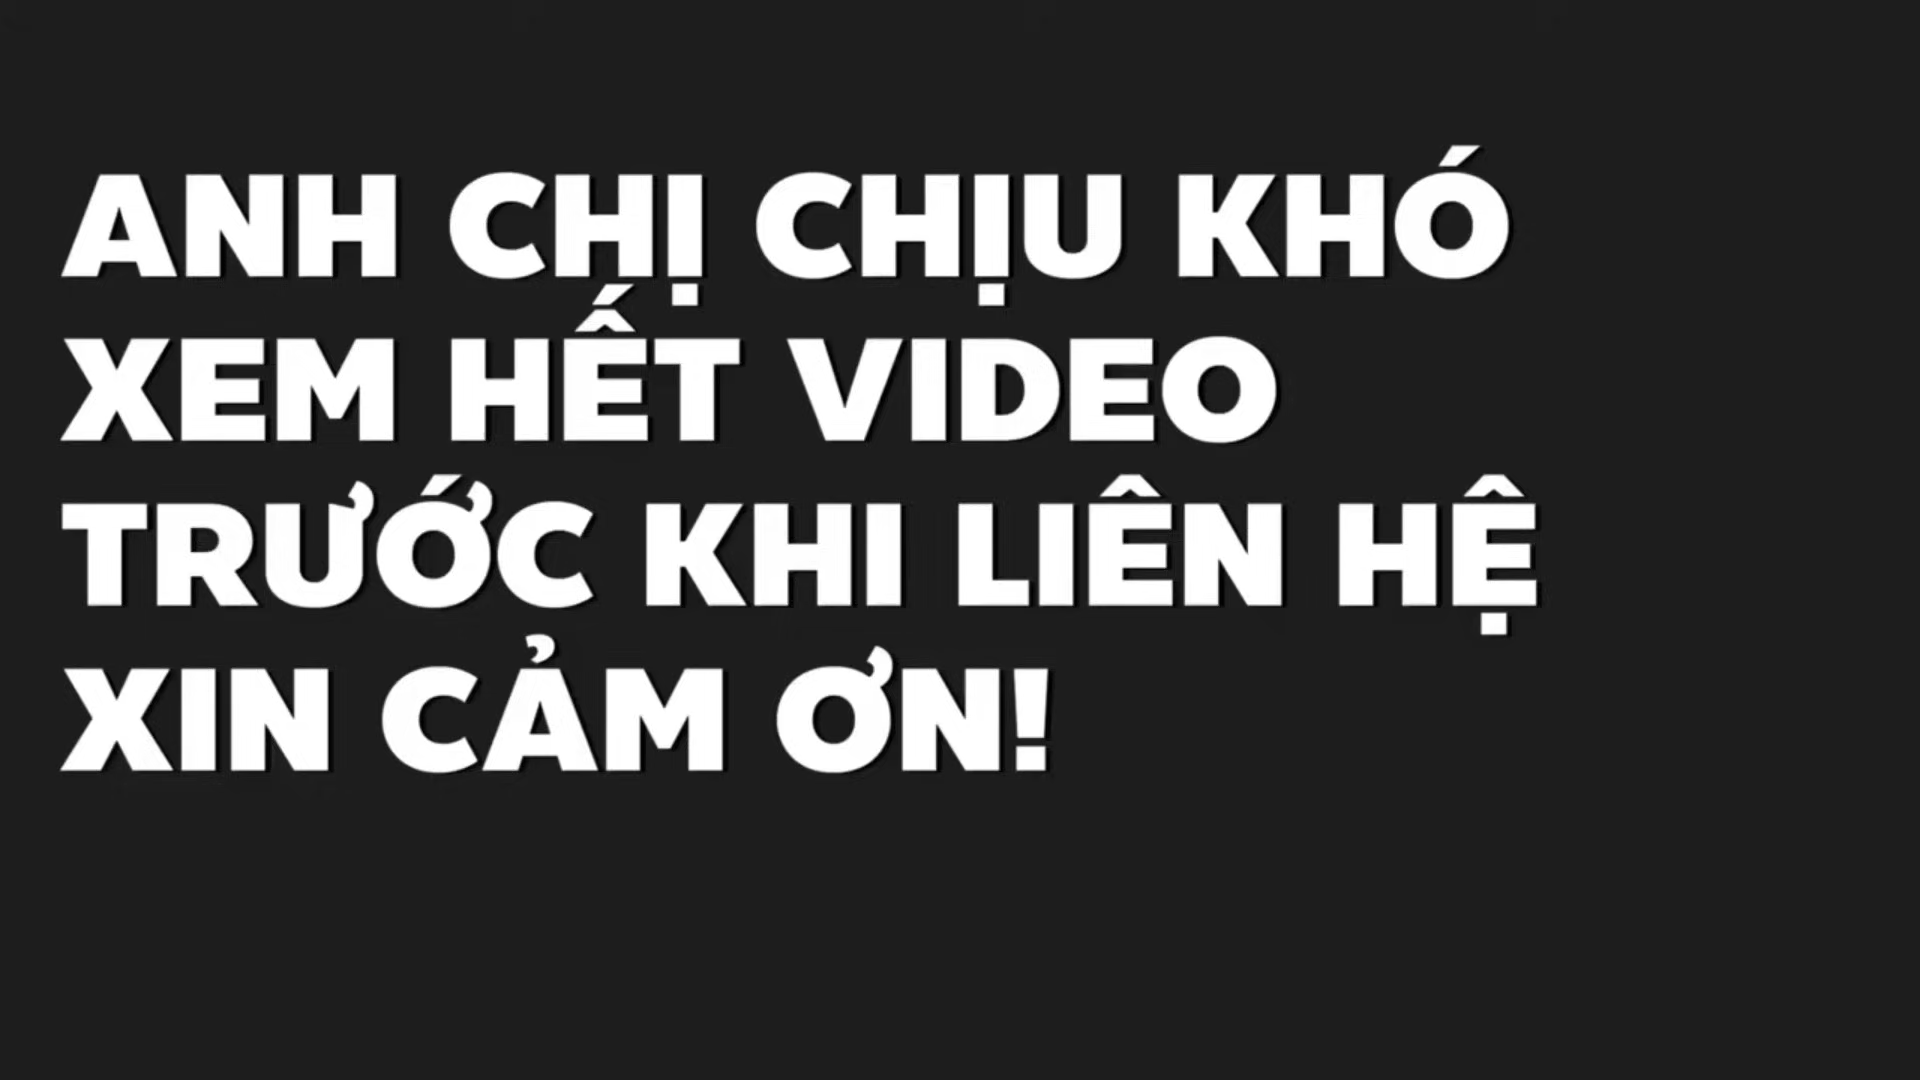 ANH CHỊ CHỊU KHÓ
XEM HẾT VIDEO
TRƯỚC KHI LIÊN HỆ
XIN CẢM ƠN!